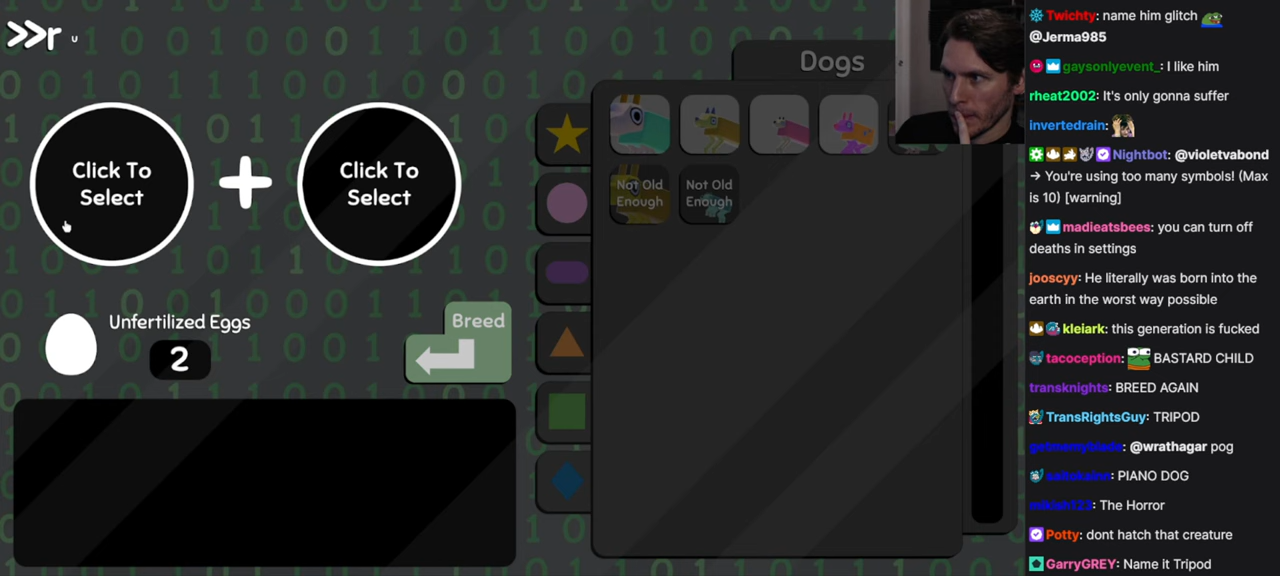 >>r u
Click To
Select
+
Click To
Select
Unfertilized Eggs
2
Breed
Dogs
Not Old
Enough
Not Old
Enough
Twichty: name him glitch
@Jerma985
gaysonlyevent_: I like him
rheat2002: It's only gonna suffer
invertedrain:
Nightbot: @violetvabond
→ You're using too many symbols! (Max
is 10) [warning]
madieatsbees: you can turn off
deaths in settings
jooscyy: He literally was born into the
earth in the worst way possible
kleiark: this generation is fucked
tacoception: BASTARD CHILD
transknights: BREED AGAIN
TransRightsGuy: TRIPOD
: @wrathagar pog
: PIANO DOG
: The Horror
Potty: dont hatch that creature
GarryGREY: Name it Tripod